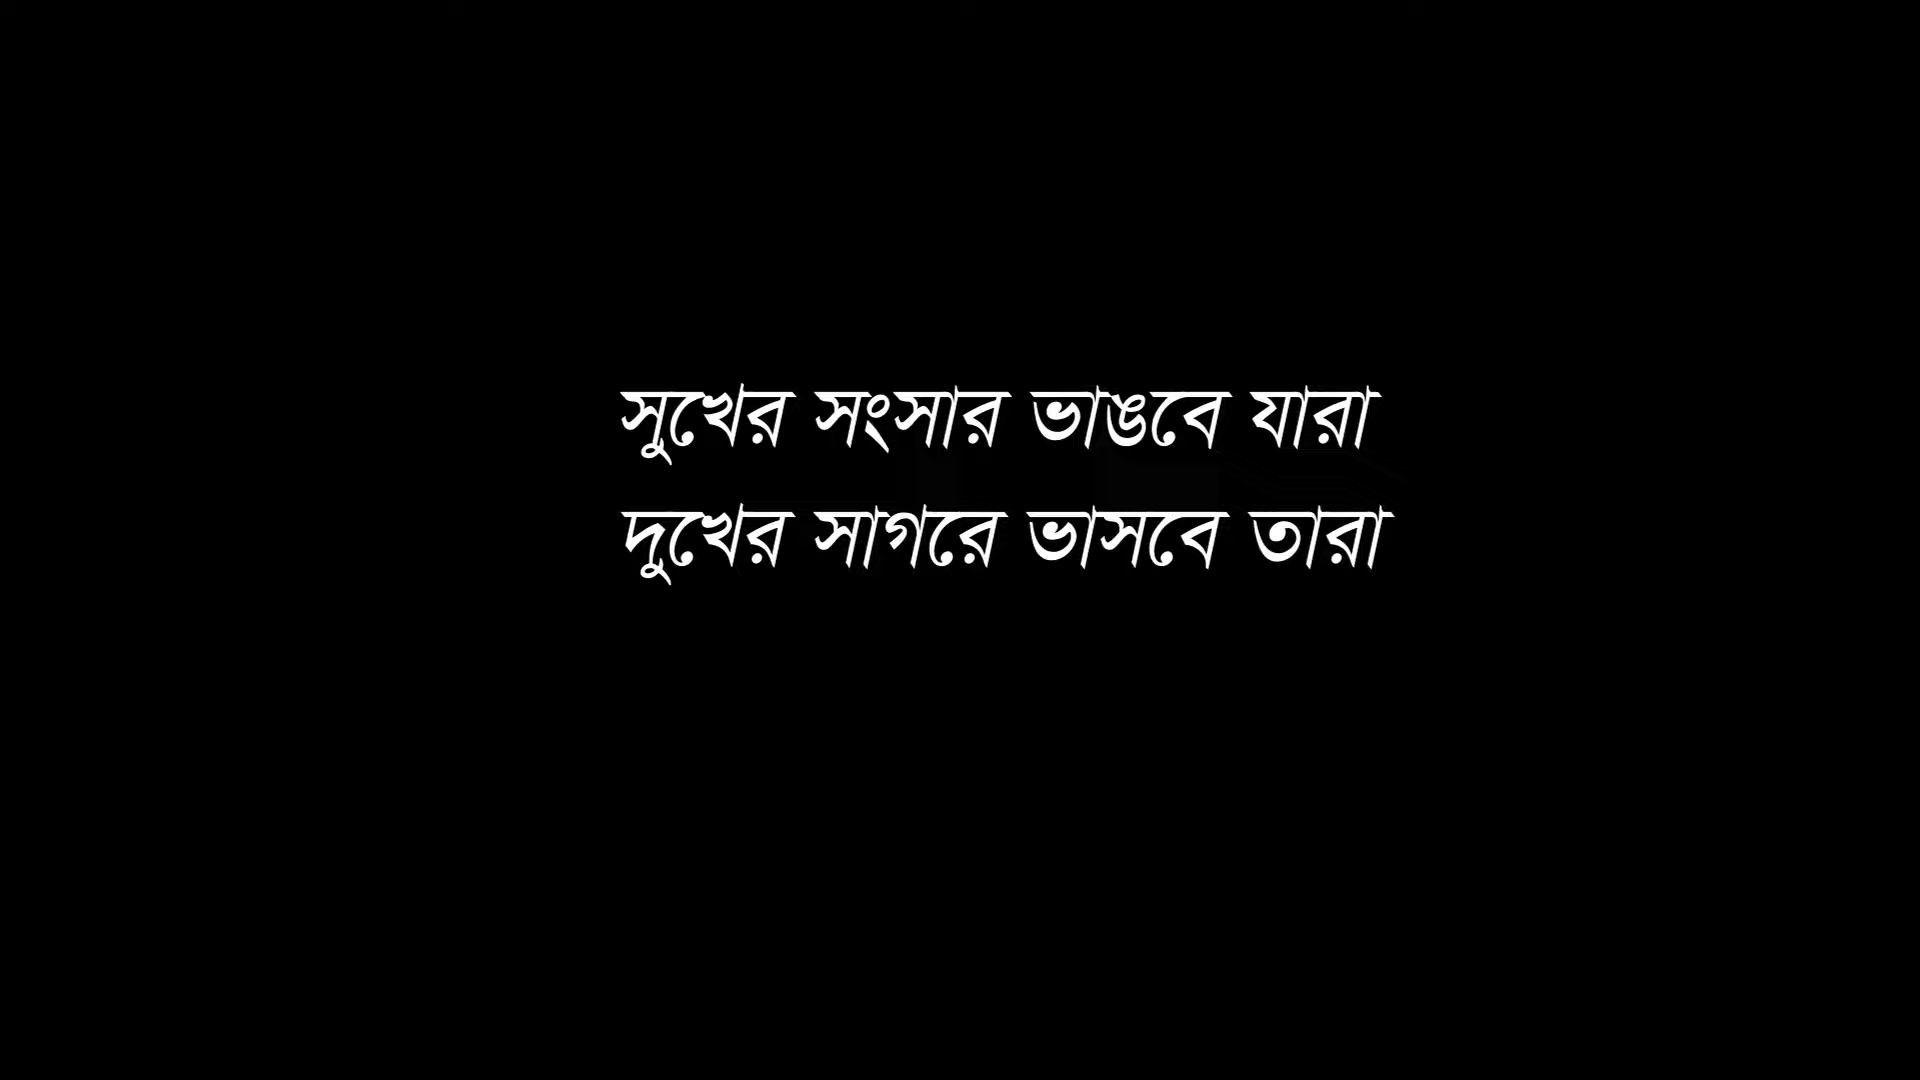 সুখের সংসার ভাঙবে যারা
দুখের সাগরে ভাসবে তারা